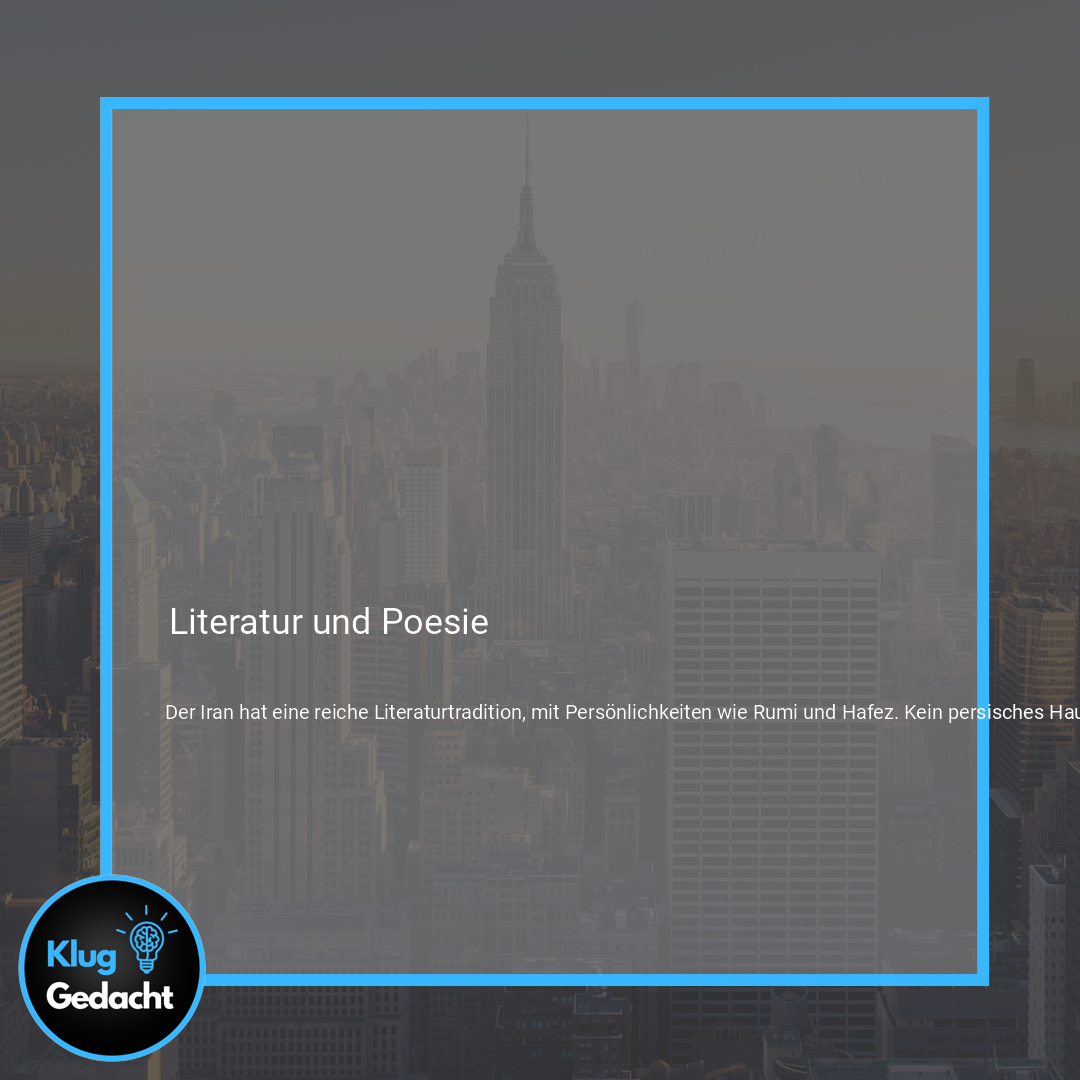 Literatur und Poesie
Der Iran hat eine reiche Literaturtradition, mit Persönlichkeiten wie Rumi und Hafez. Kein persisches Hau
Klug
Gedacht